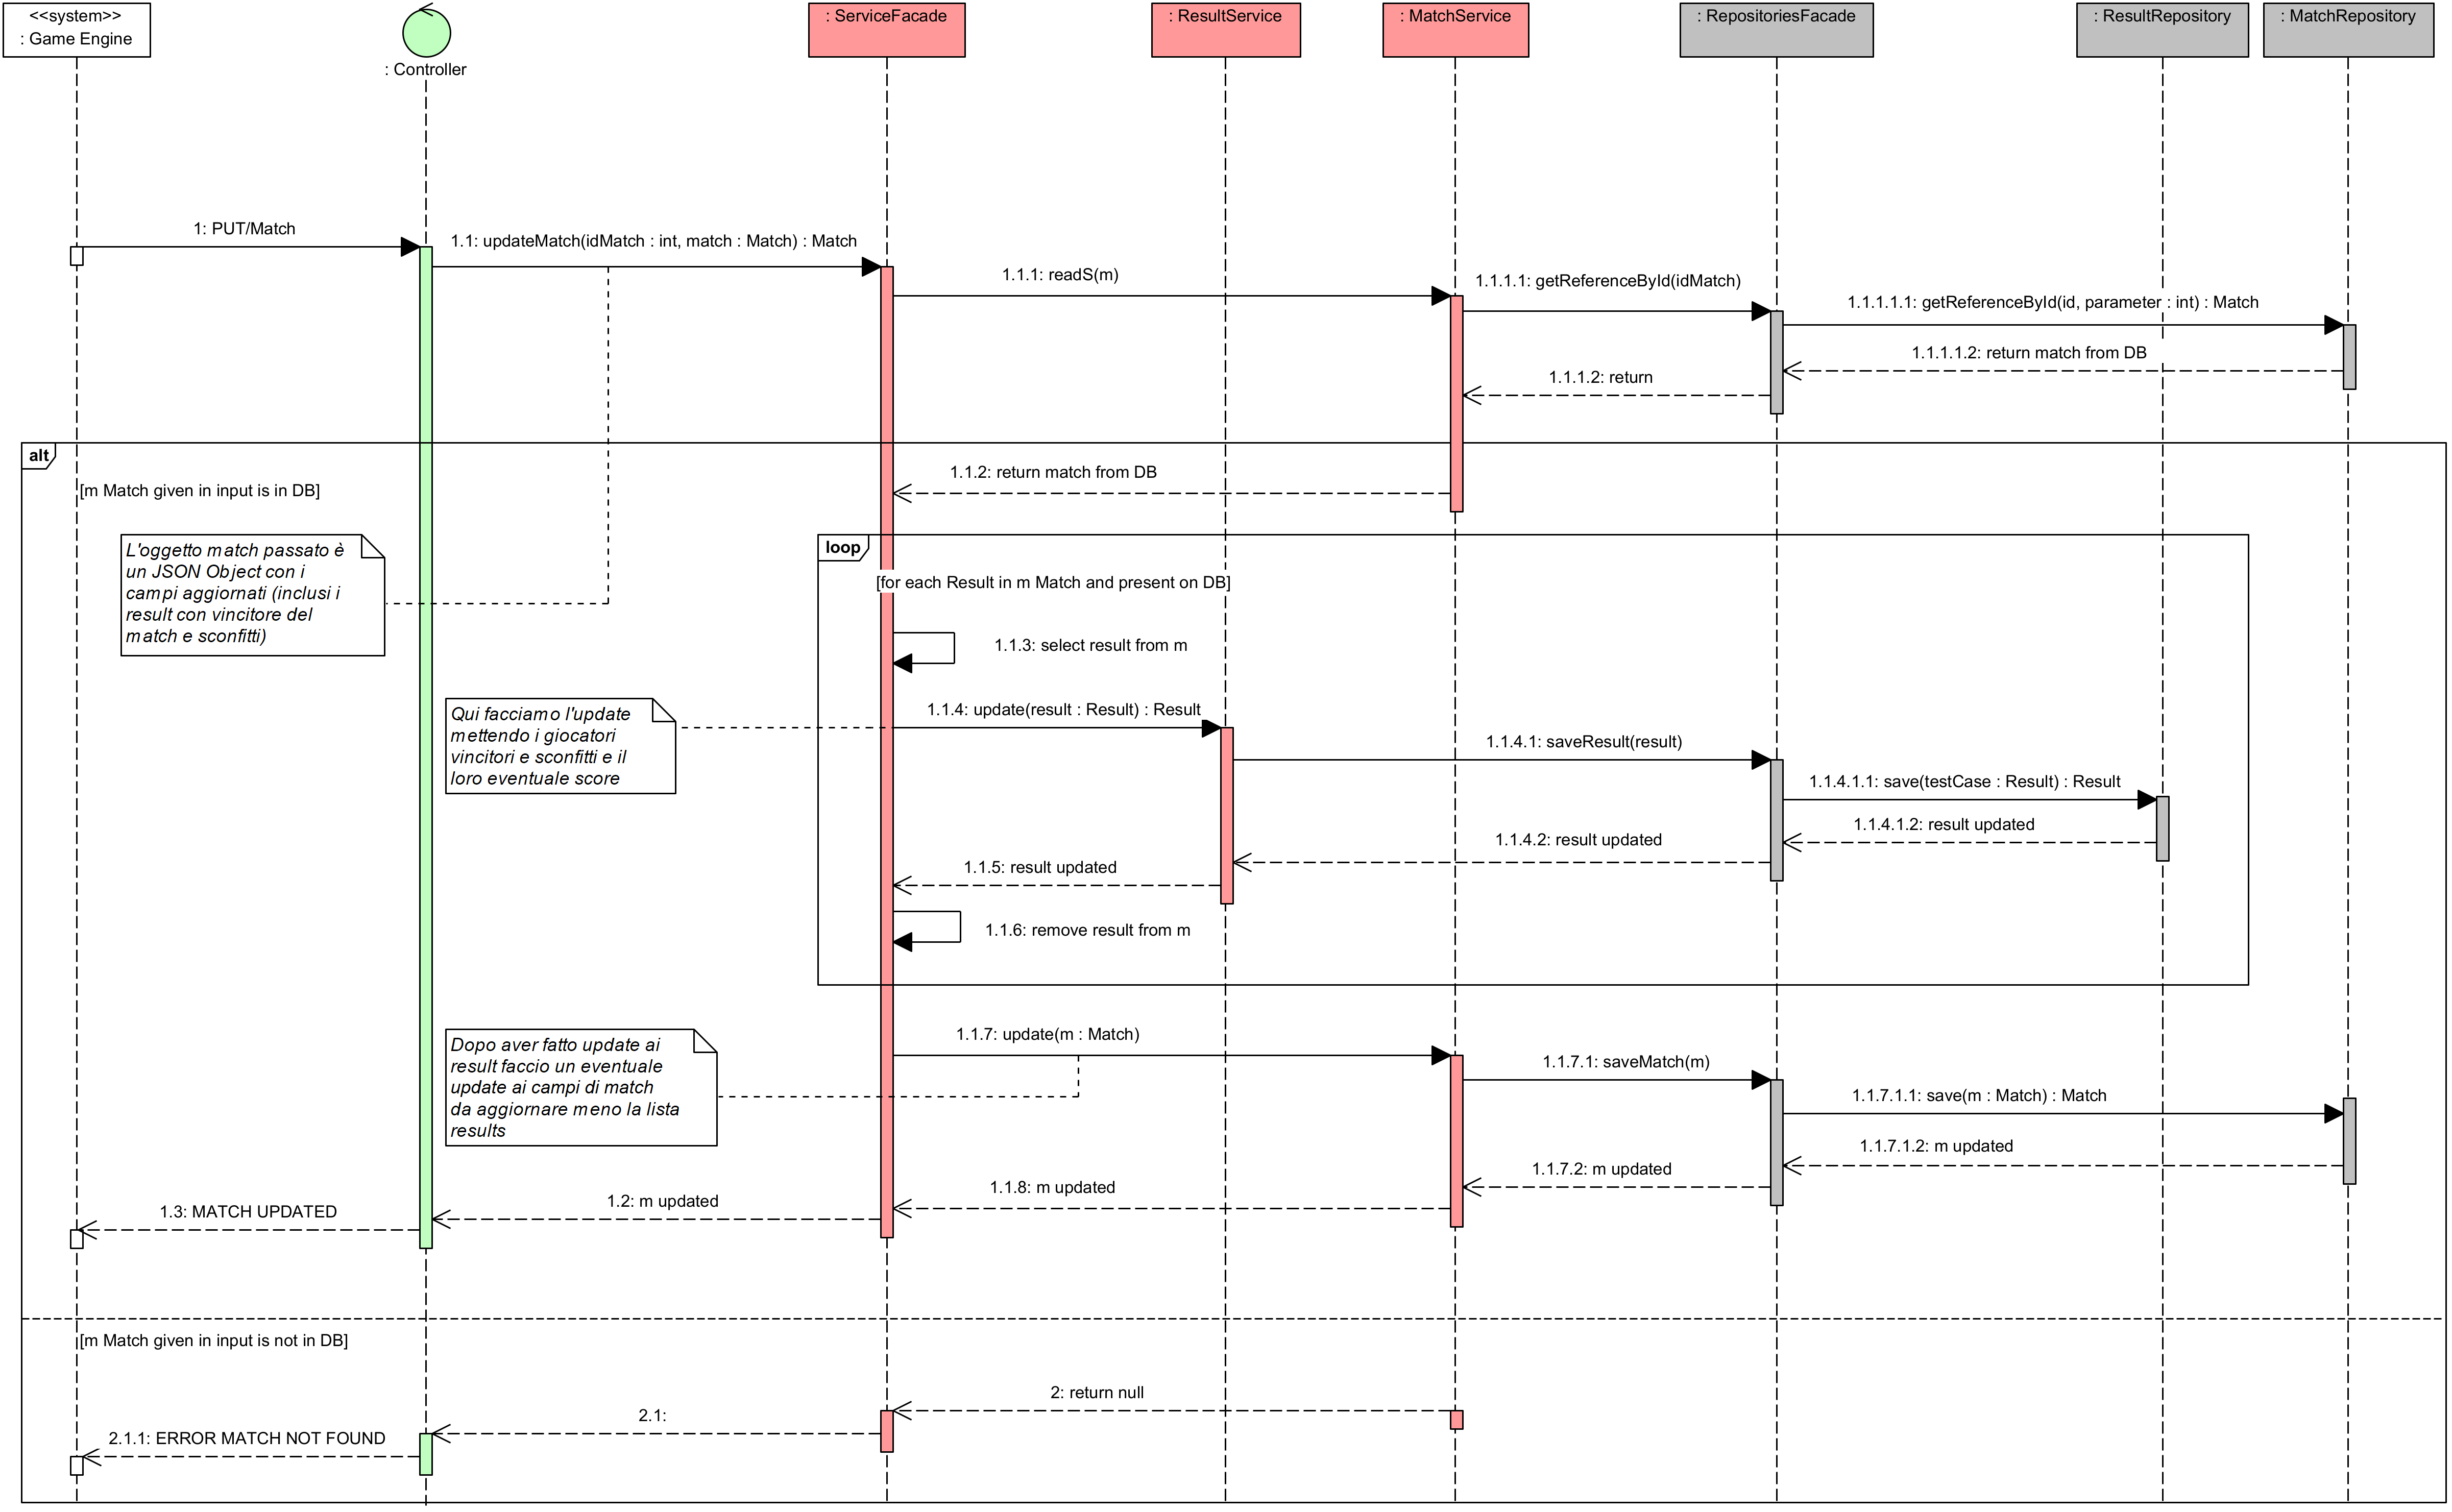 <<system>>
: Game Engine
: Controller
: ServiceFacade
: ResultService
: MatchService
: RepositoriesFacade
: ResultRepository
: MatchRepository
1: PUT/Match
1.1: updateMatch(idMatch : int, match : Match) : Match
1.1.1: readS(m)
1.1.1.1: getReferenceById(idMatch)
1.1.1.1.1: getReferenceById(id, parameter : int) : Match
1.1.1.1.2: return match from DB
1.1.1.2: return
alt
1.1.2: return match from DB
[m Match given in input is in DB]
L'oggetto match passato è
un JSON Object con i
campi aggiornati (inclusi i
result con vincitore del
match e sconfitti)
loop
[for each Result in m Match and present on DB]
1.1.3: select result from m
Qui facciamo l'update
mettendo i giocatori
vincitori e sconfitti e il
loro eventuale score
1.1.4: update(result : Result) : Result
1.1.4.1: saveResult(result)
1.1.4.1.1: save(testCase : Result) : Result
1.1.4.1.2: result updated
1.1.4.2: result updated
1.1.5: result updated
1.1.6: remove result from m
Dopo aver fatto update ai
result faccio un eventuale
update ai campi di match
da aggiornare meno la lista
results
1.1.7: update(m : Match)
1.1.7.1: saveMatch(m)
1.1.7.1.1: save(m : Match) : Match
1.1.7.1.2: m updated
1.1.7.2: m updated
1.1.8: m updated
1.2: m updated
1.3: MATCH UPDATED
[m Match given in input is not in DB]
2: return null
2.1:
2.1.1: ERROR MATCH NOT FOUND